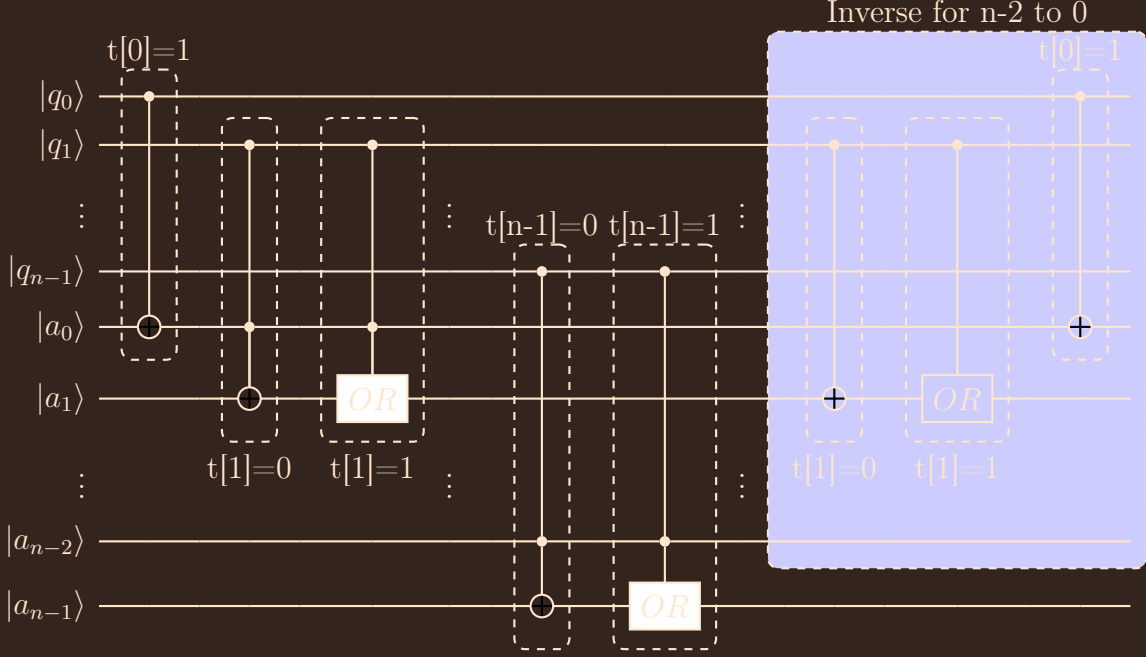 Inverse for n-2 to 0
t[0]=1 t[0]=1
|q₀⟩
|q₁⟩
⋮ ⋮ ⋮
t[n-1]=0 t[n-1]=1
|qₙ₋₁⟩
|a₀⟩
|a₁⟩ OR OR
t[1]=0 t[1]=1 t[1]=0 t[1]=1
⋮ ⋮ ⋮
|aₙ₋₂⟩
|aₙ₋₁⟩ OR